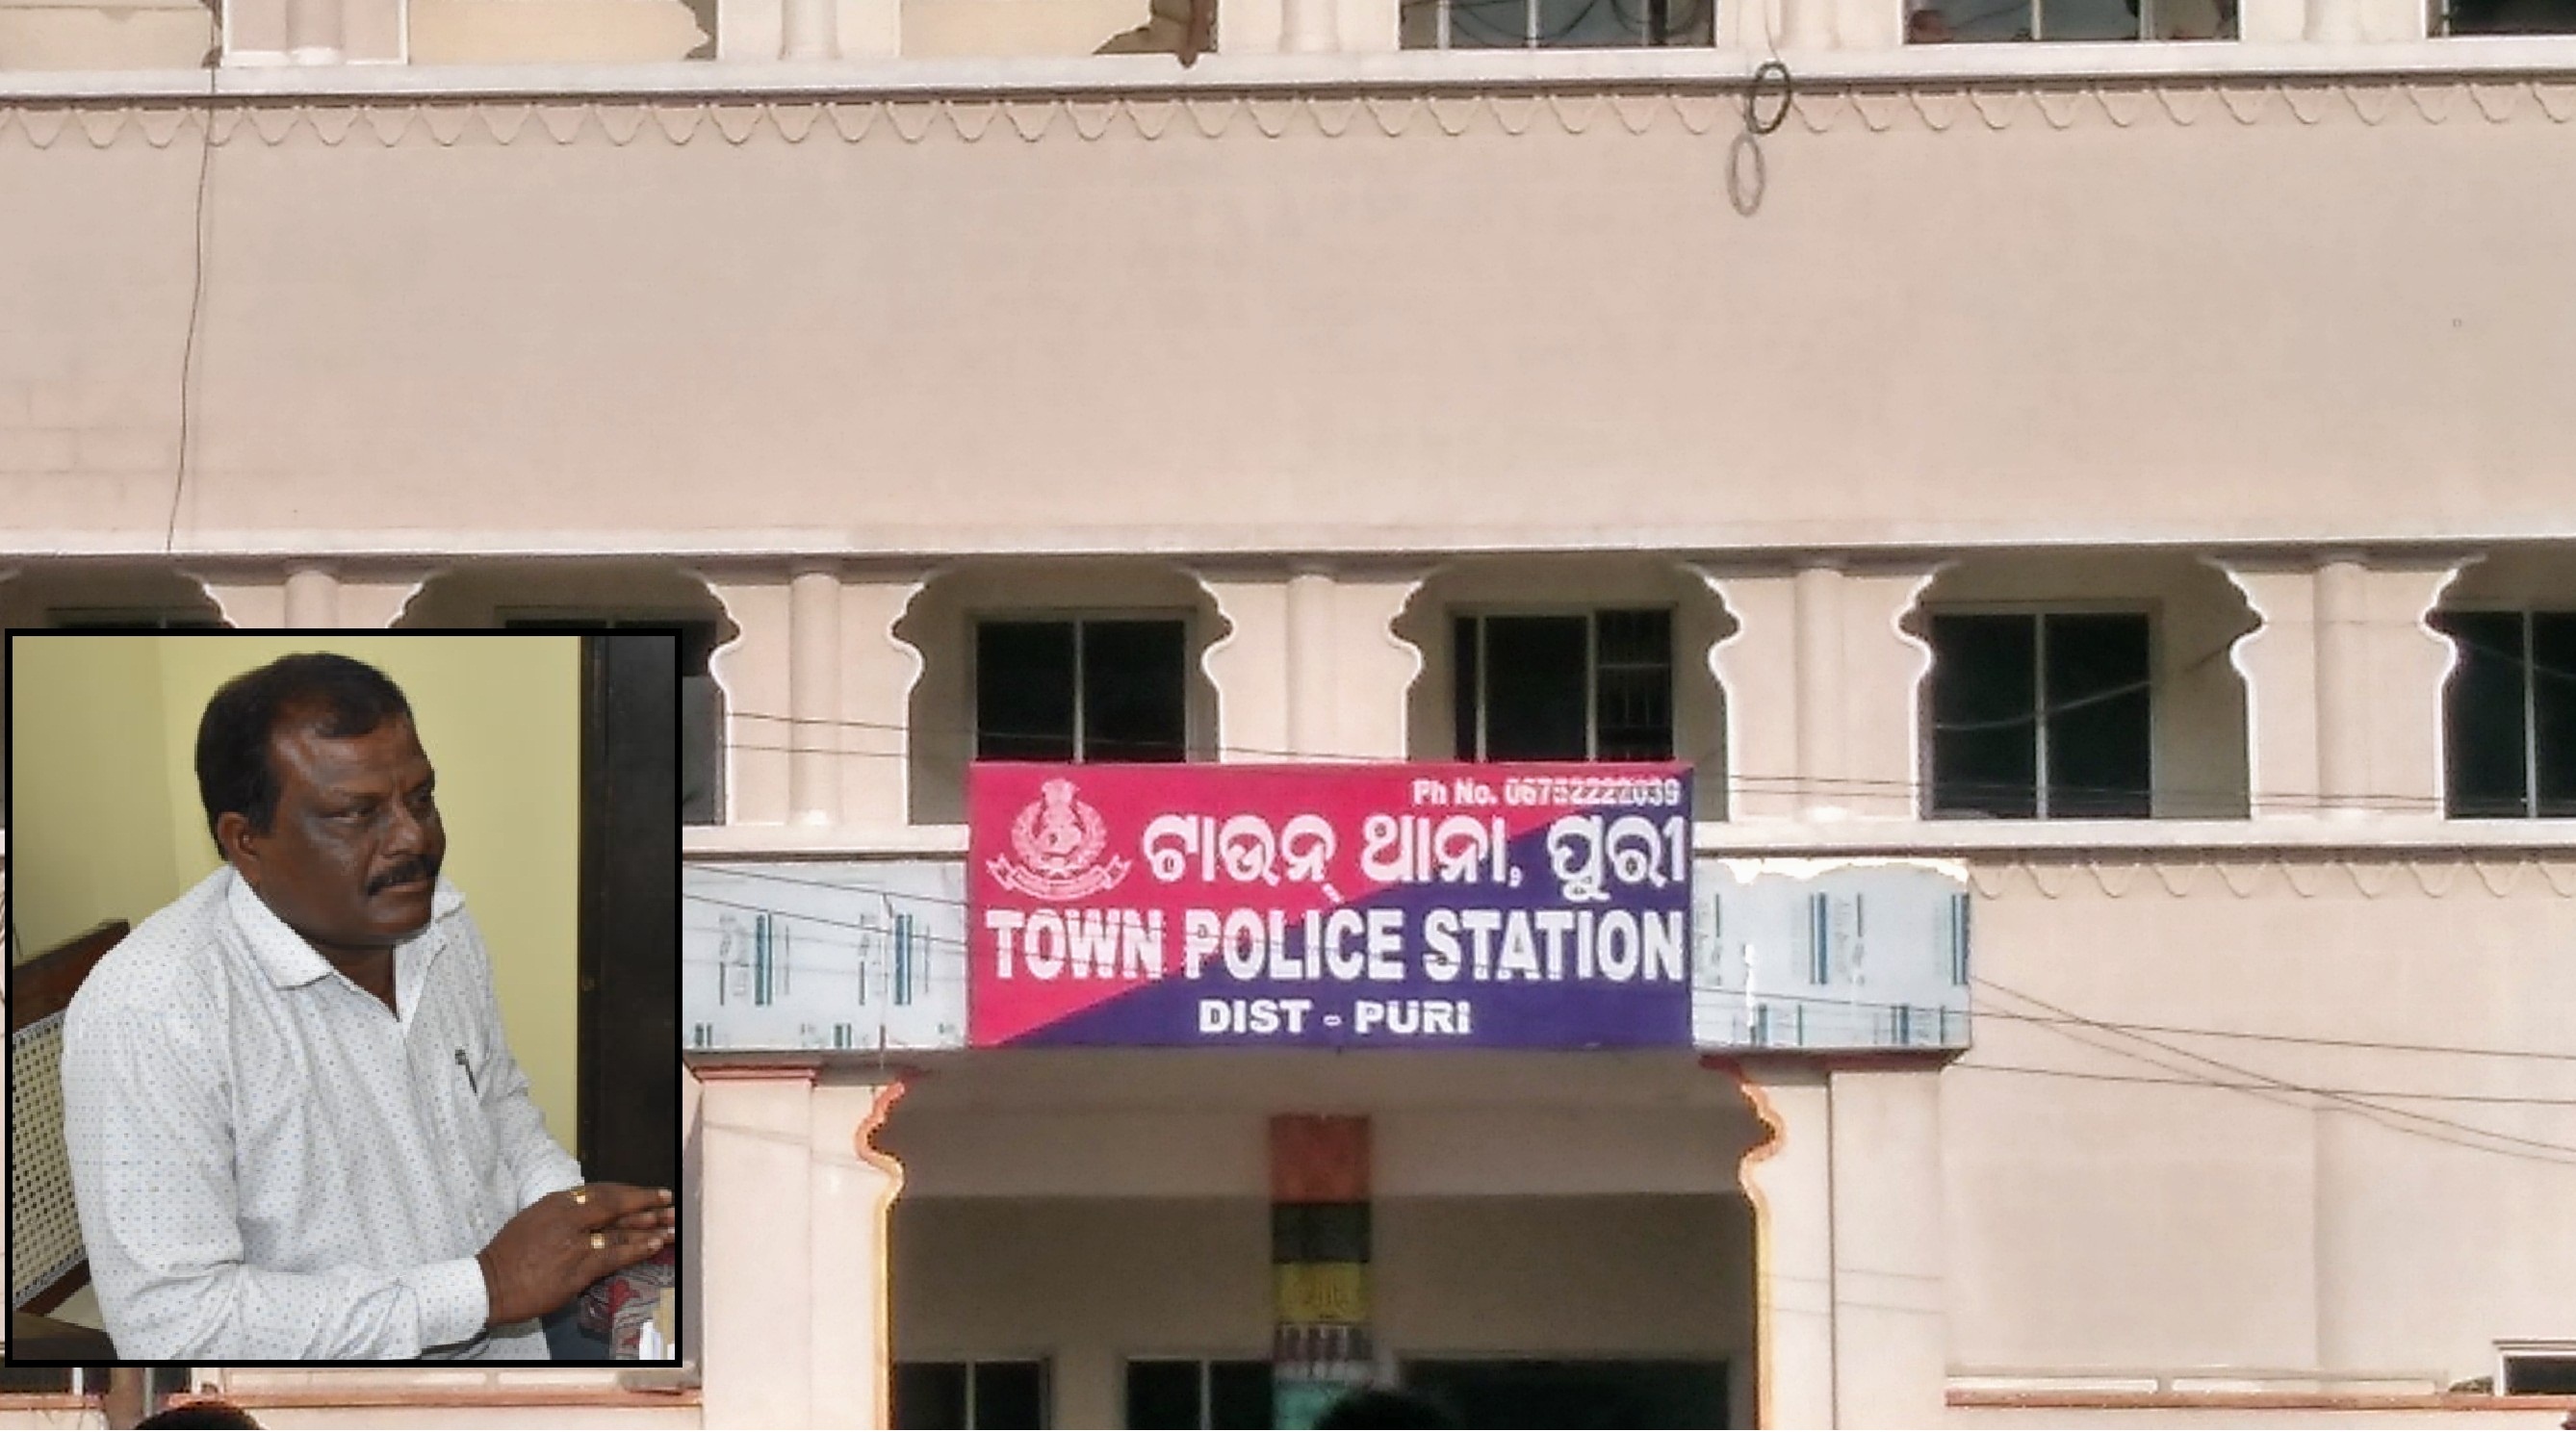 Ph No. 06752222039
ଟାଉନ୍ ଥାନା, ପୁରୀ
TOWN POLICE STATION
DIST - PURI